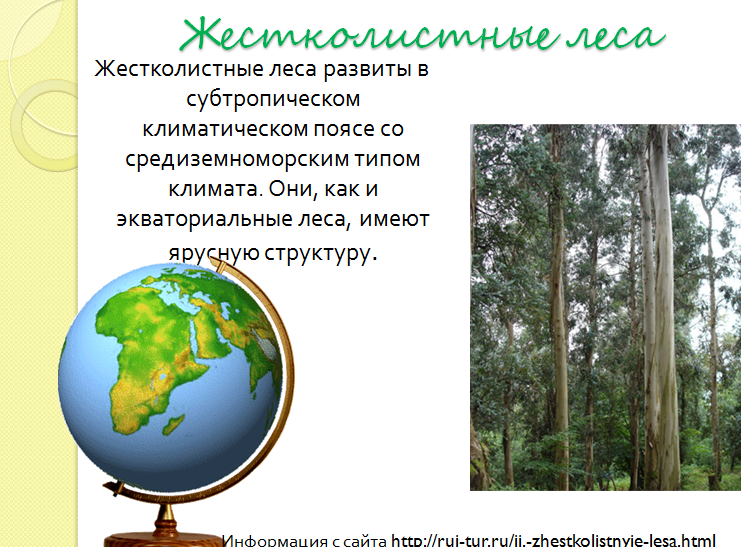 Жестколистные леса
Жестколистные леса развиты в
субтропическом
климатическом поясе со
средиземноморским типом
климата. Они, как и
экваториальные леса, имеют
ярусную структуру.
Информация с сайта http://rui-tur.ru/ii.-zhestkolistnyie-lesa.html